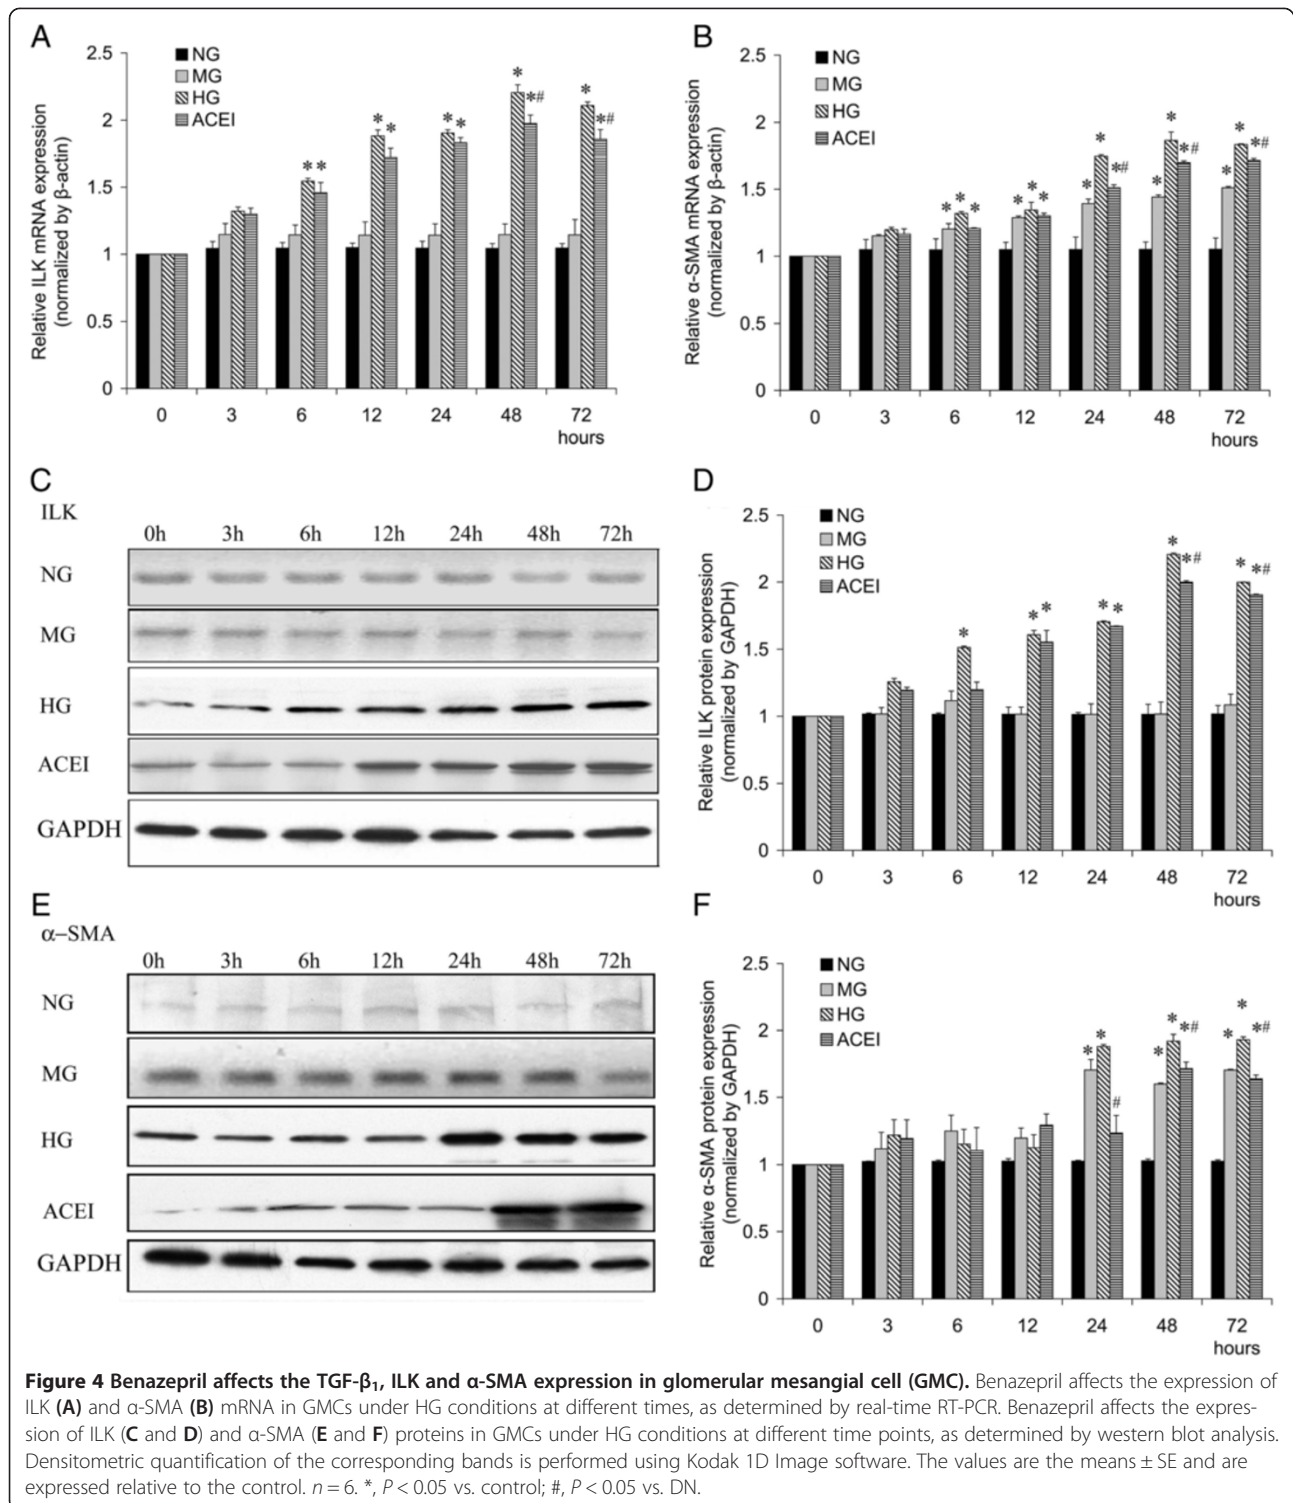 A
2.5
2
1.5
1
0.5
0
Relative ILK mRNA expression
(normalized by β-actin)
NG
MG
HG
ACEI
* *
* *
* *
* *#
* *#
0 3 6 12 24 48 72
hours
B
2.5
2
1.5
1
0.5
0
Relative α-SMA mRNA expression
(normalized by β-actin)
NG
MG
HG
ACEI
* * *
* * *
* * *#
* * *#
* * *#
0 3 6 12 24 48 72
hours
C
ILK
0h 3h 6h 12h 24h 48h 72h
NG
MG
HG
ACEI
GAPDH
D
2.5
2
1.5
1
0.5
0
Relative ILK protein expression
(normalized by GAPDH)
NG
MG
HG
ACEI
*
* *
* *
* *#
* *#
0 3 6 12 24 48 72
hours
E
α–SMA
0h 3h 6h 12h 24h 48h 72h
NG
MG
HG
ACEI
GAPDH
F
2.5
2
1.5
1
0.5
0
Relative α-SMA protein expression
(normalized by GAPDH)
NG
MG
HG
ACEI
* * #
* * *#
* * *#
0 3 6 12 24 48 72
hours
Figure 4 Benazepril affects the TGF-β₁, ILK and α-SMA expression in glomerular mesangial cell (GMC). Benazepril affects the expression of
ILK (A) and α-SMA (B) mRNA in GMCs under HG conditions at different times, as determined by real-time RT-PCR. Benazepril affects the expres-
sion of ILK (C and D) and α-SMA (E and F) proteins in GMCs under HG conditions at different time points, as determined by western blot analysis.
Densitometric quantification of the corresponding bands is performed using Kodak 1D Image software. The values are the means ± SE and are
expressed relative to the control. n = 6. *, P < 0.05 vs. control; #, P < 0.05 vs. DN.